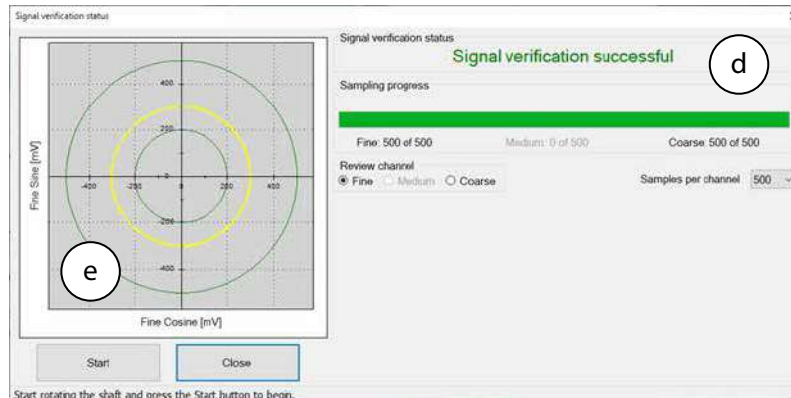 Signal verification status
Signal verification status
Signal verification successful
d
Sampling progress
Fine: 500 of 500
Medium: 0 of 500
Coarse: 500 of 500
Review channel
Fine
Medium
Coarse
Samples per channel
500
Fine Sine [mV]
400
200
-400
-200
0
200
400
-200
-400
e
Fine Cosine [mV]
Start
Close
Start rotating the shaft and press the Start button to begin.